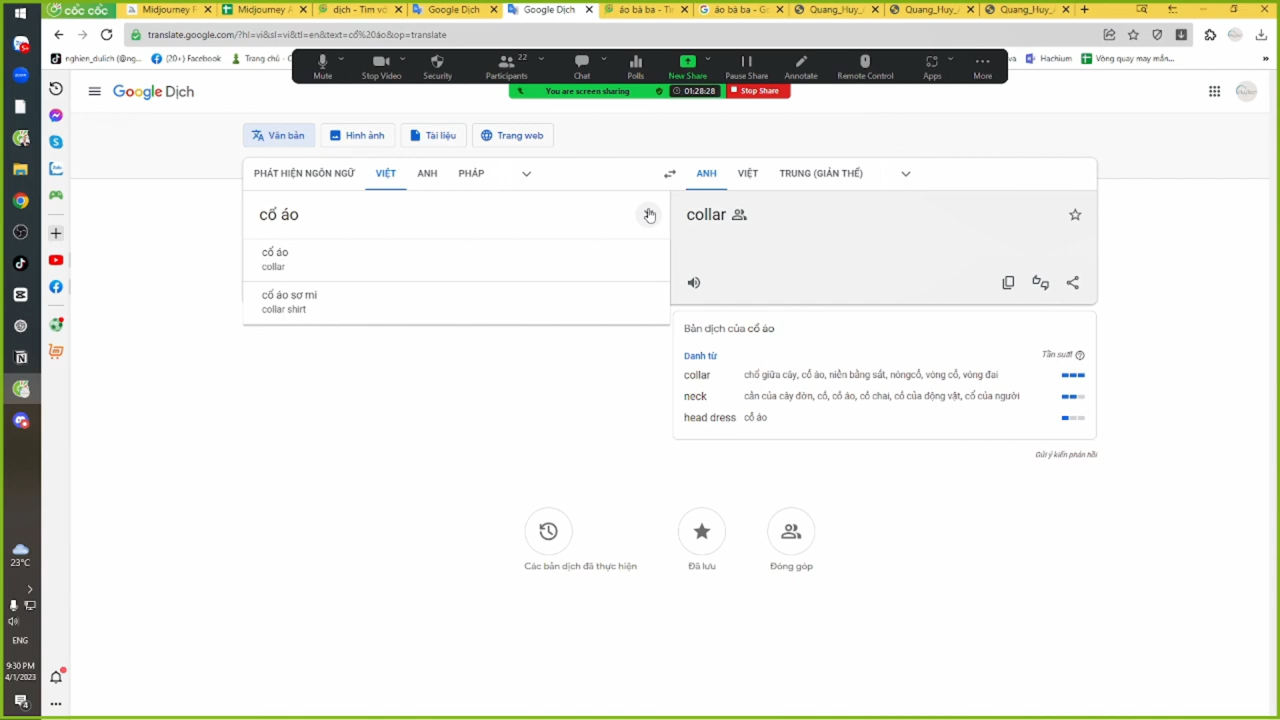 cốc cốc
Midjourney F
Midjourney A
dịch - Tìm vớ
Google Dịch
Google Dịch
áo bà ba - Tì
áo bà ba - Go
Quang_Huy_
Quang_Huy_
Quang_Huy_
translate.google.com/?hl=vi&sl=vi&tl=en&text=cổ%20áo&op=translate
nghien_dulich (@ng...
(20+) Facebook
Trang chủ - C
Hachium
Vòng quay may mắn...
Mute
Stop Video
Security
Participants
22
Chat
Polls
New Share
Pause Share
Annotate
Remote Control
Apps
More
You are screen sharing
01:28:28
Stop Share
Google Dịch
Văn bản
Hình ảnh
Tài liệu
Trang web
PHÁT HIỆN NGÔN NGỮ
VIỆT
ANH
PHÁP
ANH
VIỆT
TRUNG (GIẢN THỂ)
cổ áo
collar
cổ áo
collar
cổ áo sơ mi
collar shirt
Bản dịch của cổ áo
Danh từ
Tần suất
collar
chổ giữa cây, cổ áo, niền bằng sắt, nòngcổ, vòng cổ, vòng đai
neck
cần của cây đờn, cổ, cổ áo, cổ chai, cổ của động vật, cổ của người
head dress
cổ áo
Gửi ý kiến phản hồi
Các bản dịch đã thực hiện
Đã lưu
Đóng góp
23°C
ENG
9:30 PM
4/1/2023